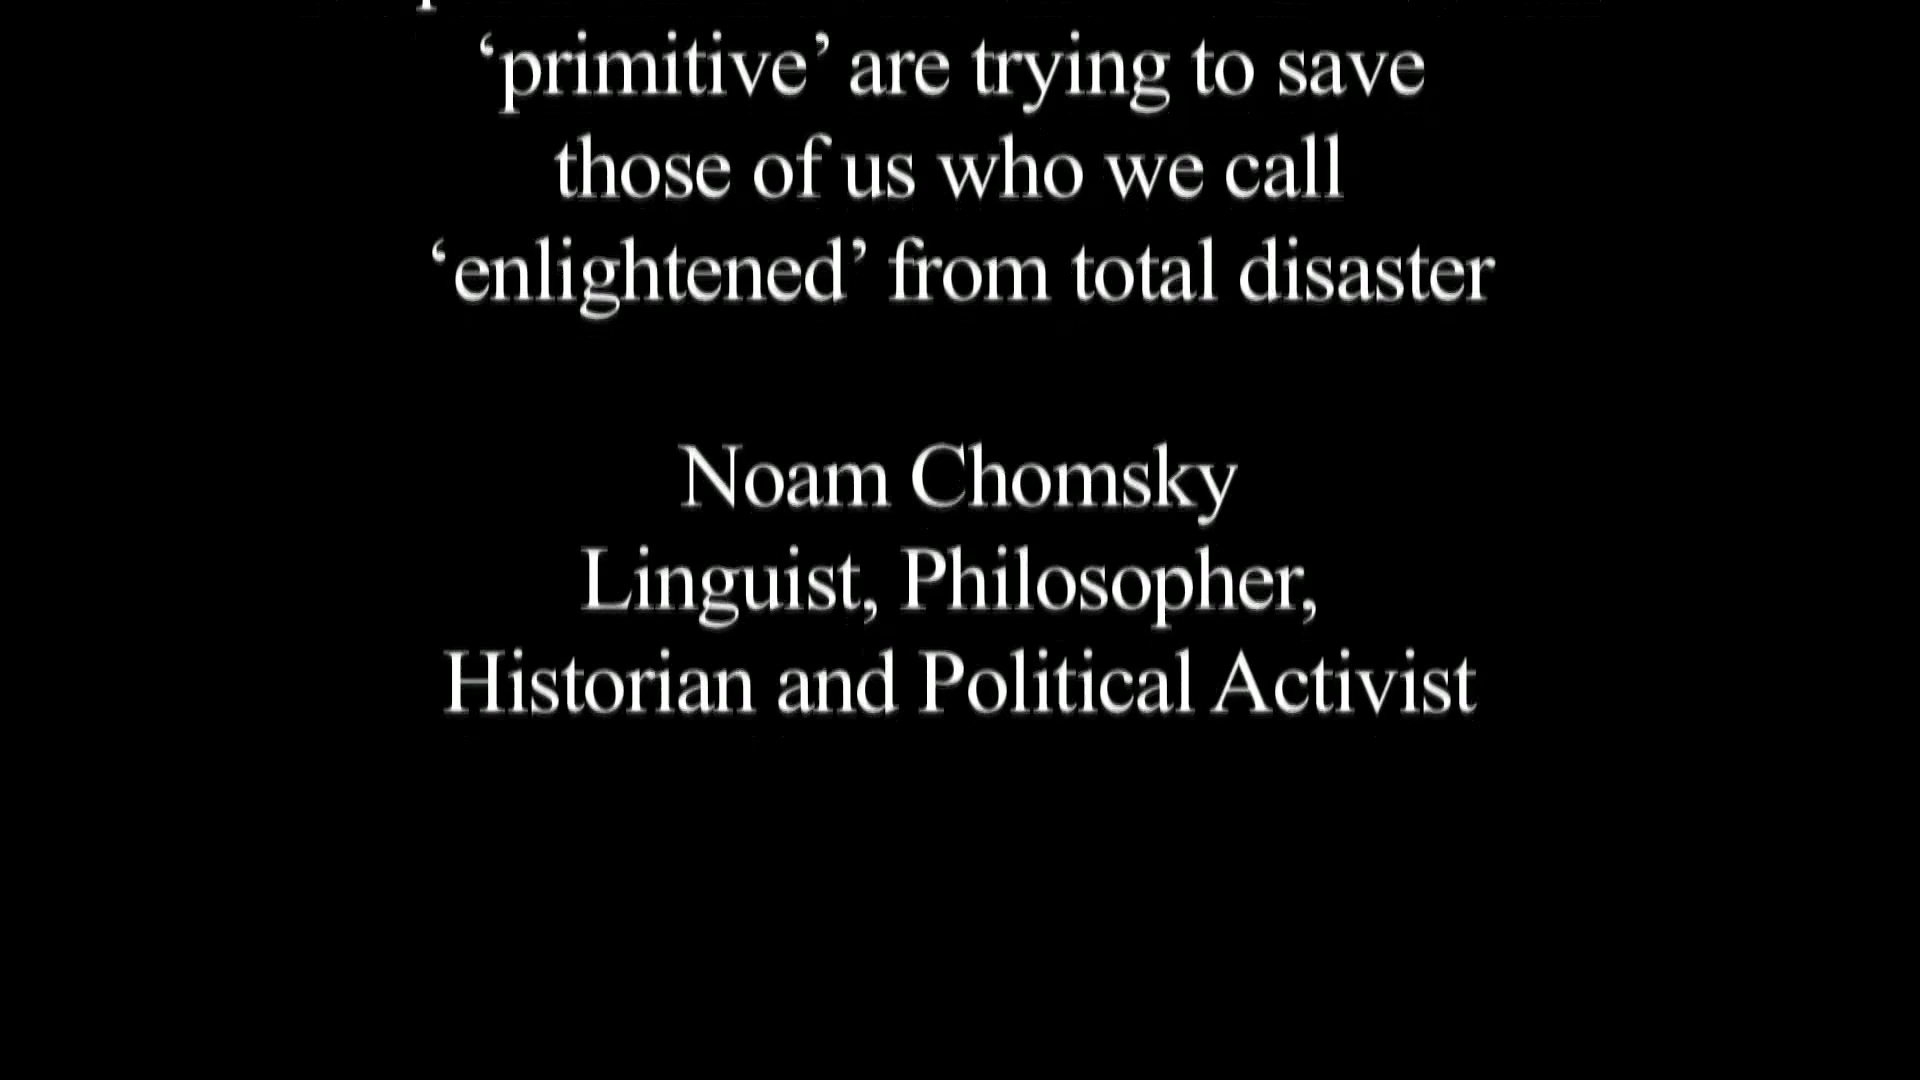 ‘primitive’ are trying to save
those of us who we call
‘enlightened’ from total disaster
Noam Chomsky
Linguist, Philosopher,
Historian and Political Activist